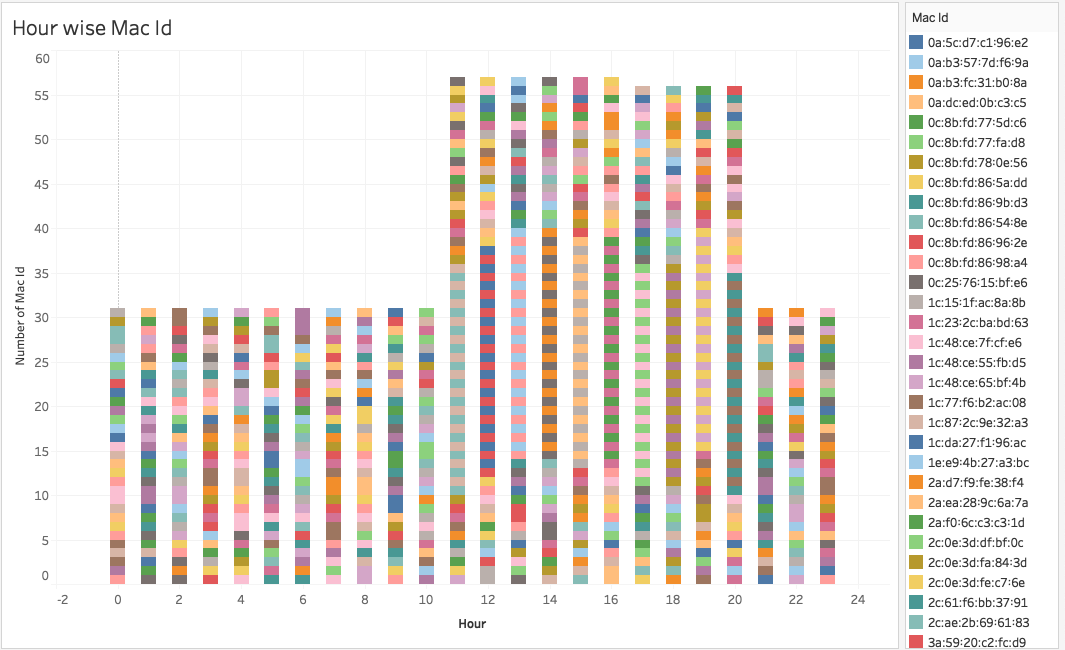 Hour wise Mac Id
Number of Mac Id
60
55
50
45
40
35
30
25
20
15
10
5
0
-2 0 2 4 6 8 10 12 14 16 18 20 22 24
Hour
Mac Id
0a:5c:d7:c1:96:e2
0a:b3:57:7d:f6:9a
0a:b3:fc:31:b0:8a
0a:dc:ed:0b:c3:c5
0c:8b:fd:77:5d:c6
0c:8b:fd:77:fa:d8
0c:8b:fd:78:0e:56
0c:8b:fd:86:5a:dd
0c:8b:fd:86:9b:d3
0c:8b:fd:86:54:8e
0c:8b:fd:86:96:2e
0c:8b:fd:86:98:a4
0c:25:76:15:bf:e6
1c:15:1f:ac:8a:8b
1c:23:2c:ba:bd:63
1c:48:ce:7f:cf:e6
1c:48:ce:55:fb:d5
1c:48:ce:65:bf:4b
1c:77:f6:b2:ac:08
1c:87:2c:9e:32:a3
1c:da:27:f1:96:ac
1e:e9:4b:27:a3:bc
2a:d7:f9:fe:38:f4
2a:ea:28:9c:6a:7a
2a:f0:6c:c3:c3:1d
2c:0e:3d:df:bf:0c
2c:0e:3d:fa:84:3d
2c:0e:3d:fe:c7:6e
2c:61:f6:bb:37:91
2c:ae:2b:69:61:83
3a:59:20:c2:fc:d9